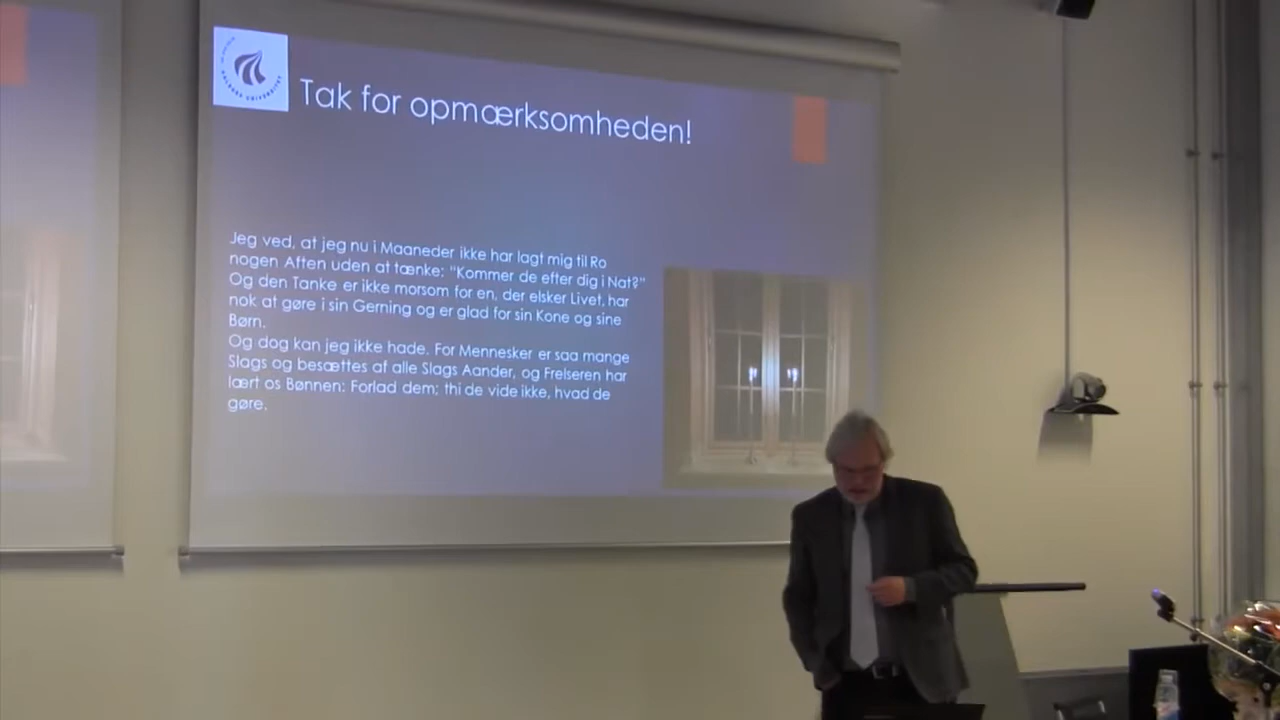 Tak for opmærksomheden!
Jeg ved, at jeg nu i Maaneder ikke har lagt mig til Ro
nogen Aften uden at tænke: "Kommer de efter dig i Nat?"
Og den Tanke er ikke morsom for en, der elsker Livet, har
nok at gøre i sin Gerning og er glad for sin Kone og sine
Børn.
Og dog kan jeg ikke hade. For Mennesker er saa mange
Slags og besættes af alle Slags Aander, og Frelseren har
lært os Bønnen: Forlad dem; thi de vide ikke, hvad de
gøre.